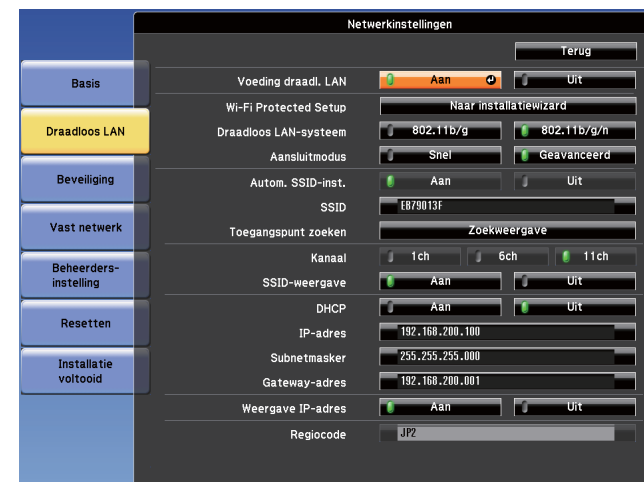 Netwerkinstellingen
Terug
Basis
Draadloos LAN
Beveiliging
Vast netwerk
Beheerders-
instelling
Resetten
Installatie
voltooid
Voeding draadl. LAN Aan Uit
Wi-Fi Protected Setup Naar installatiewizard
Draadloos LAN-systeem 802.11b/g 802.11b/g/n
Aansluitmodus Snel Geavanceerd
Autom. SSID-inst. Aan Uit
SSID EB79013F
Toegangspunt zoeken Zoekweergave
Kanaal 1ch 6ch 11ch
SSID-weergave Aan Uit
DHCP Aan Uit
IP-adres 192.168.200.100
Subnetmasker 255.255.255.000
Gateway-adres 192.168.200.001
Weergave IP-adres Aan Uit
Regiocode JP2